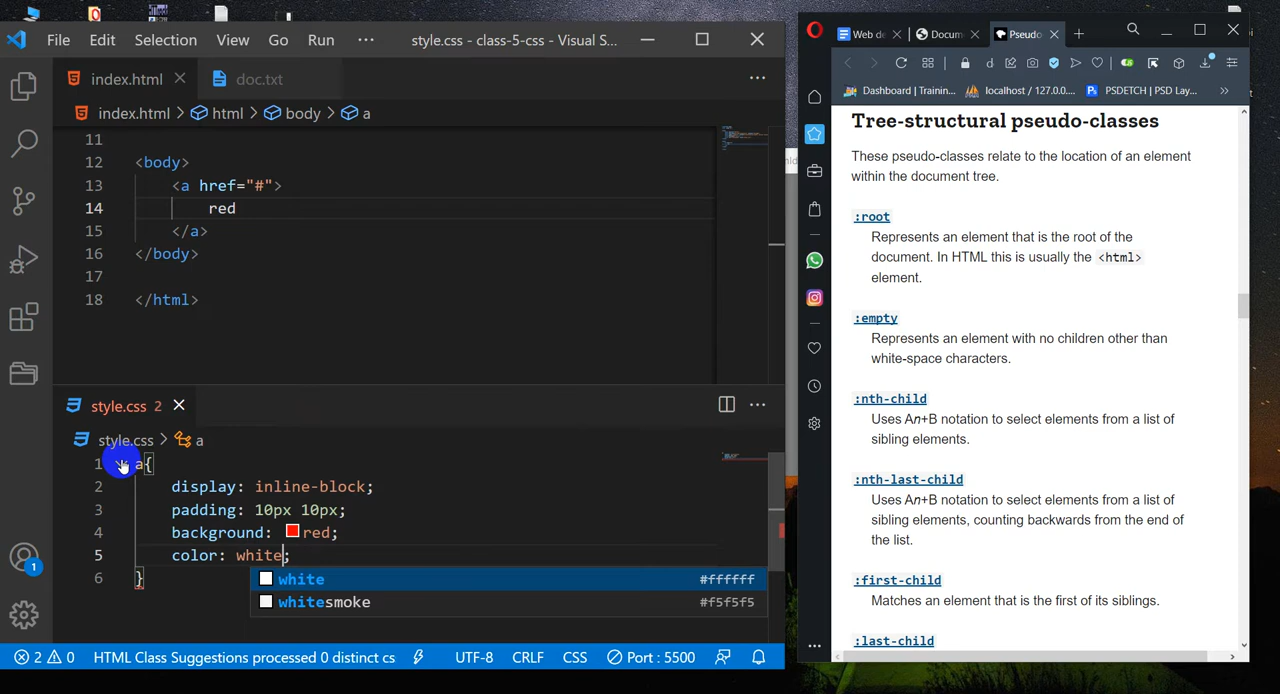 File Edit Selection View Go Run ··· style.css - class-5-css - Visual S...
index.html doc.txt
index.html > html > body > a
11
12 <body>
13 <a href="#">
14 red
15 </a>
16 </body>
17
18 </html>
style.css 2
style.css > a
1 a{
2 display: inline-block;
3 padding: 10px 10px;
4 background: red;
5 color: white;
6 }
white #ffffff
whitesmoke #f5f5f5
1
2 0 HTML Class Suggestions processed 0 distinct cs UTF-8 CRLF CSS Port : 5500
Web de Docum Pseudo
Dashboard | Trainin... localhost / 127.0.0.... PSDETCH | PSD Lay... »
Tree-structural pseudo-classes
These pseudo-classes relate to the location of an element
within the document tree.
:root
Represents an element that is the root of the
document. In HTML this is usually the <html>
element.
:empty
Represents an element with no children other than
white-space characters.
:nth-child
Uses An+B notation to select elements from a list of
sibling elements.
:nth-last-child
Uses An+B notation to select elements from a list of
sibling elements, counting backwards from the end of
the list.
:first-child
Matches an element that is the first of its siblings.
:last-child